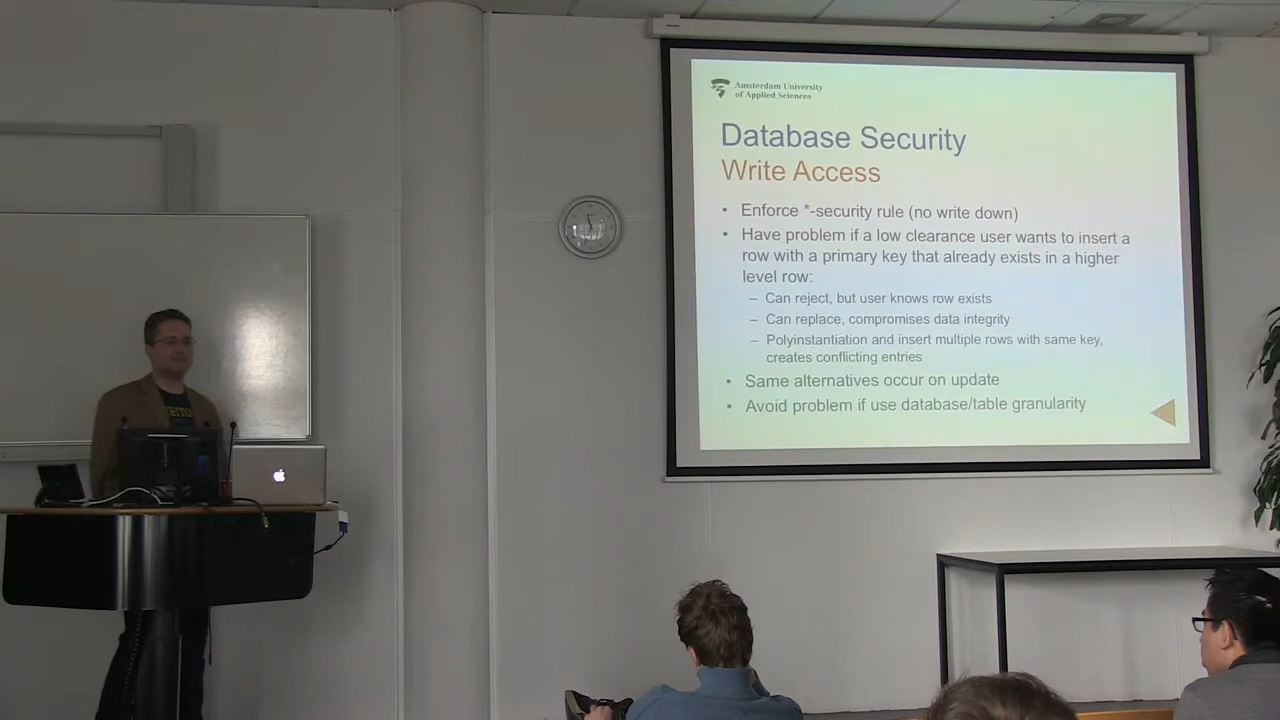 Amsterdam University
of Applied Sciences
Database Security
Write Access
• Enforce *-security rule (no write down)
• Have problem if a low clearance user wants to insert a
row with a primary key that already exists in a higher
level row:
– Can reject, but user knows row exists
– Can replace, compromises data integrity
– Polyinstantiation and insert multiple rows with same key,
creates conflicting entries
• Same alternatives occur on update
• Avoid problem if use database/table granularity